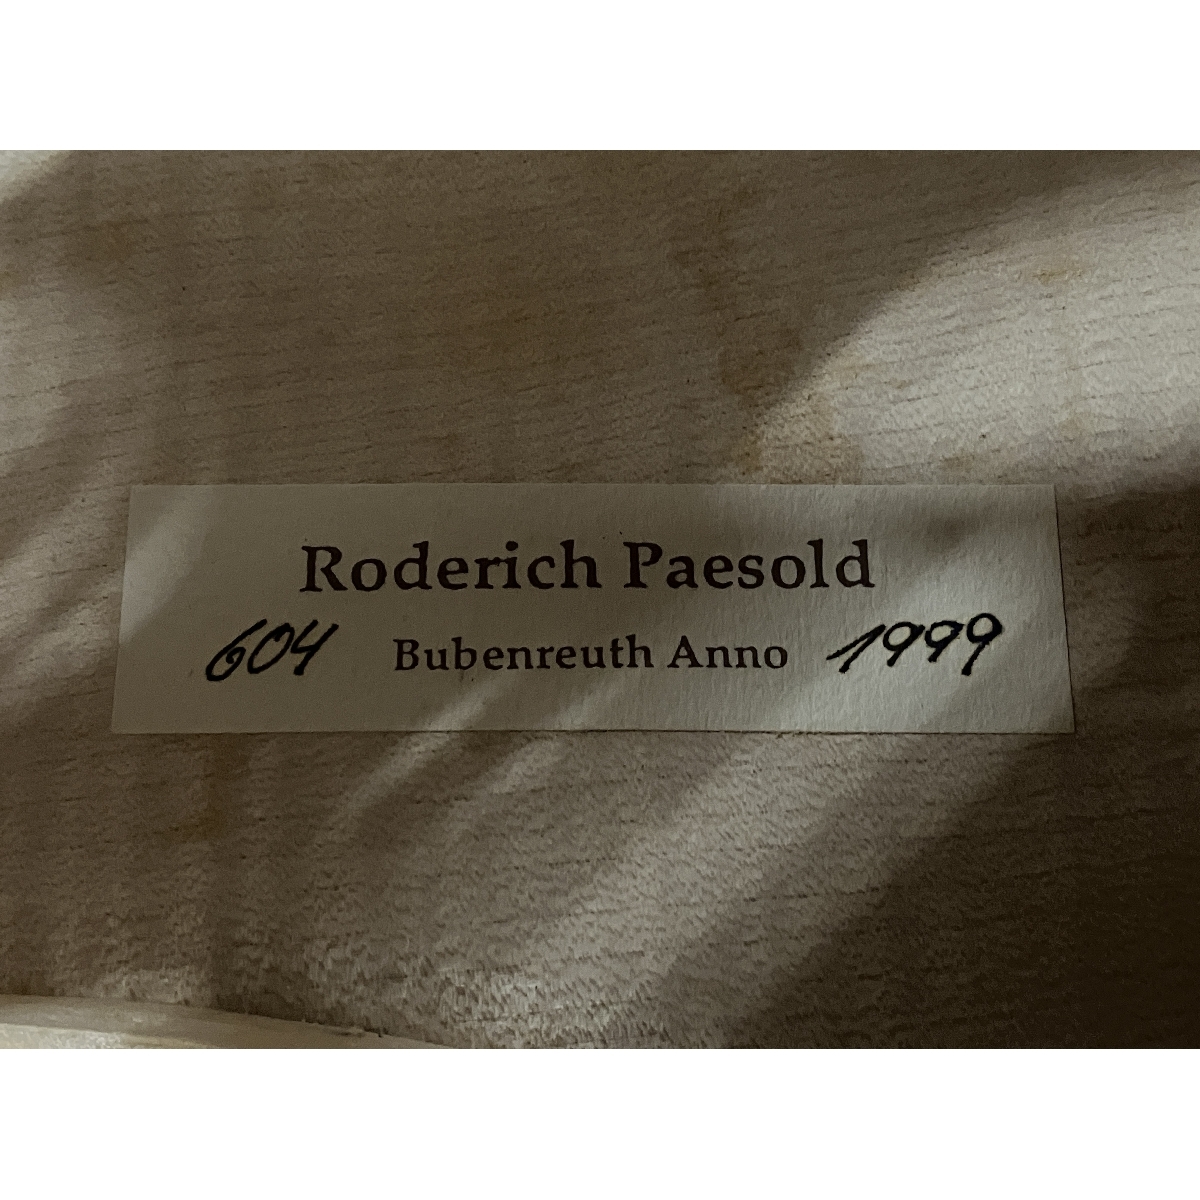 Roderich Paesold
604 Bubenreuth Anno 1999